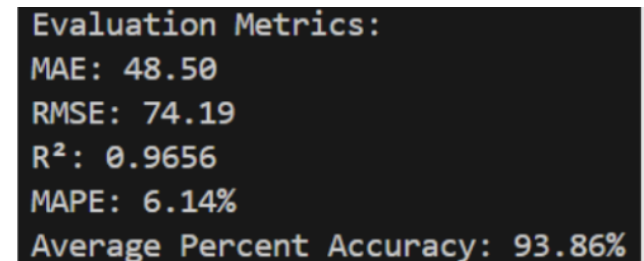 Evaluation Metrics:
MAE: 48.50
RMSE: 74.19
R²: 0.9656
MAPE: 6.14%
Average Percent Accuracy: 93.86%